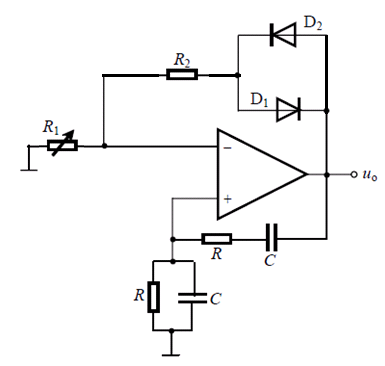 D₂
R₂
D₁
R₁
−
+
uₒ
R
C
R
C